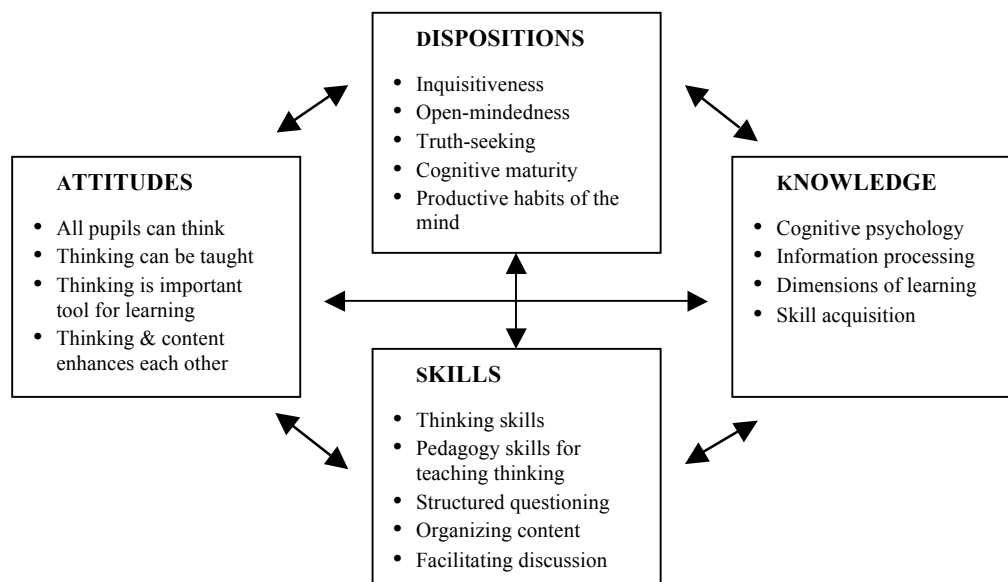 DISPOSITIONS
• Inquisitiveness
• Open-mindedness
• Truth-seeking
• Cognitive maturity
• Productive habits of the
mind
ATTITUDES
• All pupils can think
• Thinking can be taught
• Thinking is important
tool for learning
• Thinking & content
enhances each other
KNOWLEDGE
• Cognitive psychology
• Information processing
• Dimensions of learning
• Skill acquisition
SKILLS
• Thinking skills
• Pedagogy skills for
teaching thinking
• Structured questioning
• Organizing content
• Facilitating discussion